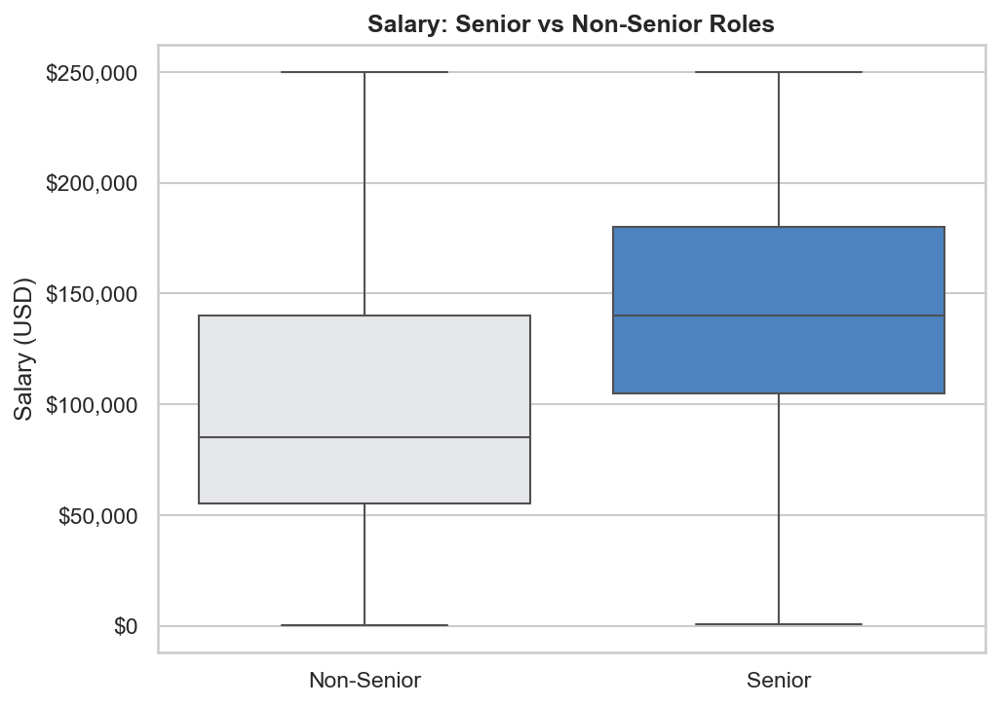 Salary: Senior vs Non-Senior Roles
Salary (USD)
$250,000
$200,000
$150,000
$100,000
$50,000
$0
Non-Senior
Senior